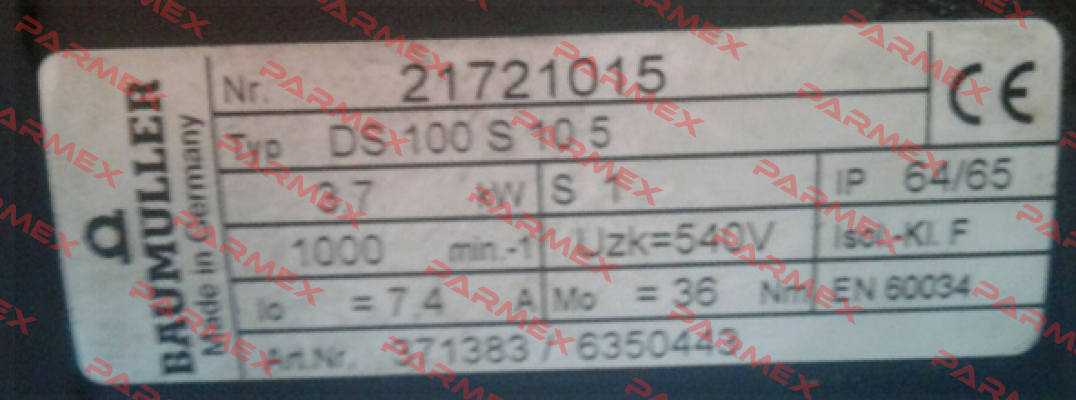 BAUMULLER
Made in Germany
Nr. 21721015
Typ DS 100 S 10 5
3.7 kW S 1 IP 64/65
1000 min.-1 Uzk=540V Isol.-Kl. F
Io = 7,4 A Mo = 36 Nm EN 60034
Art.Nr. 371383 / 6350443
CE
PARMEX